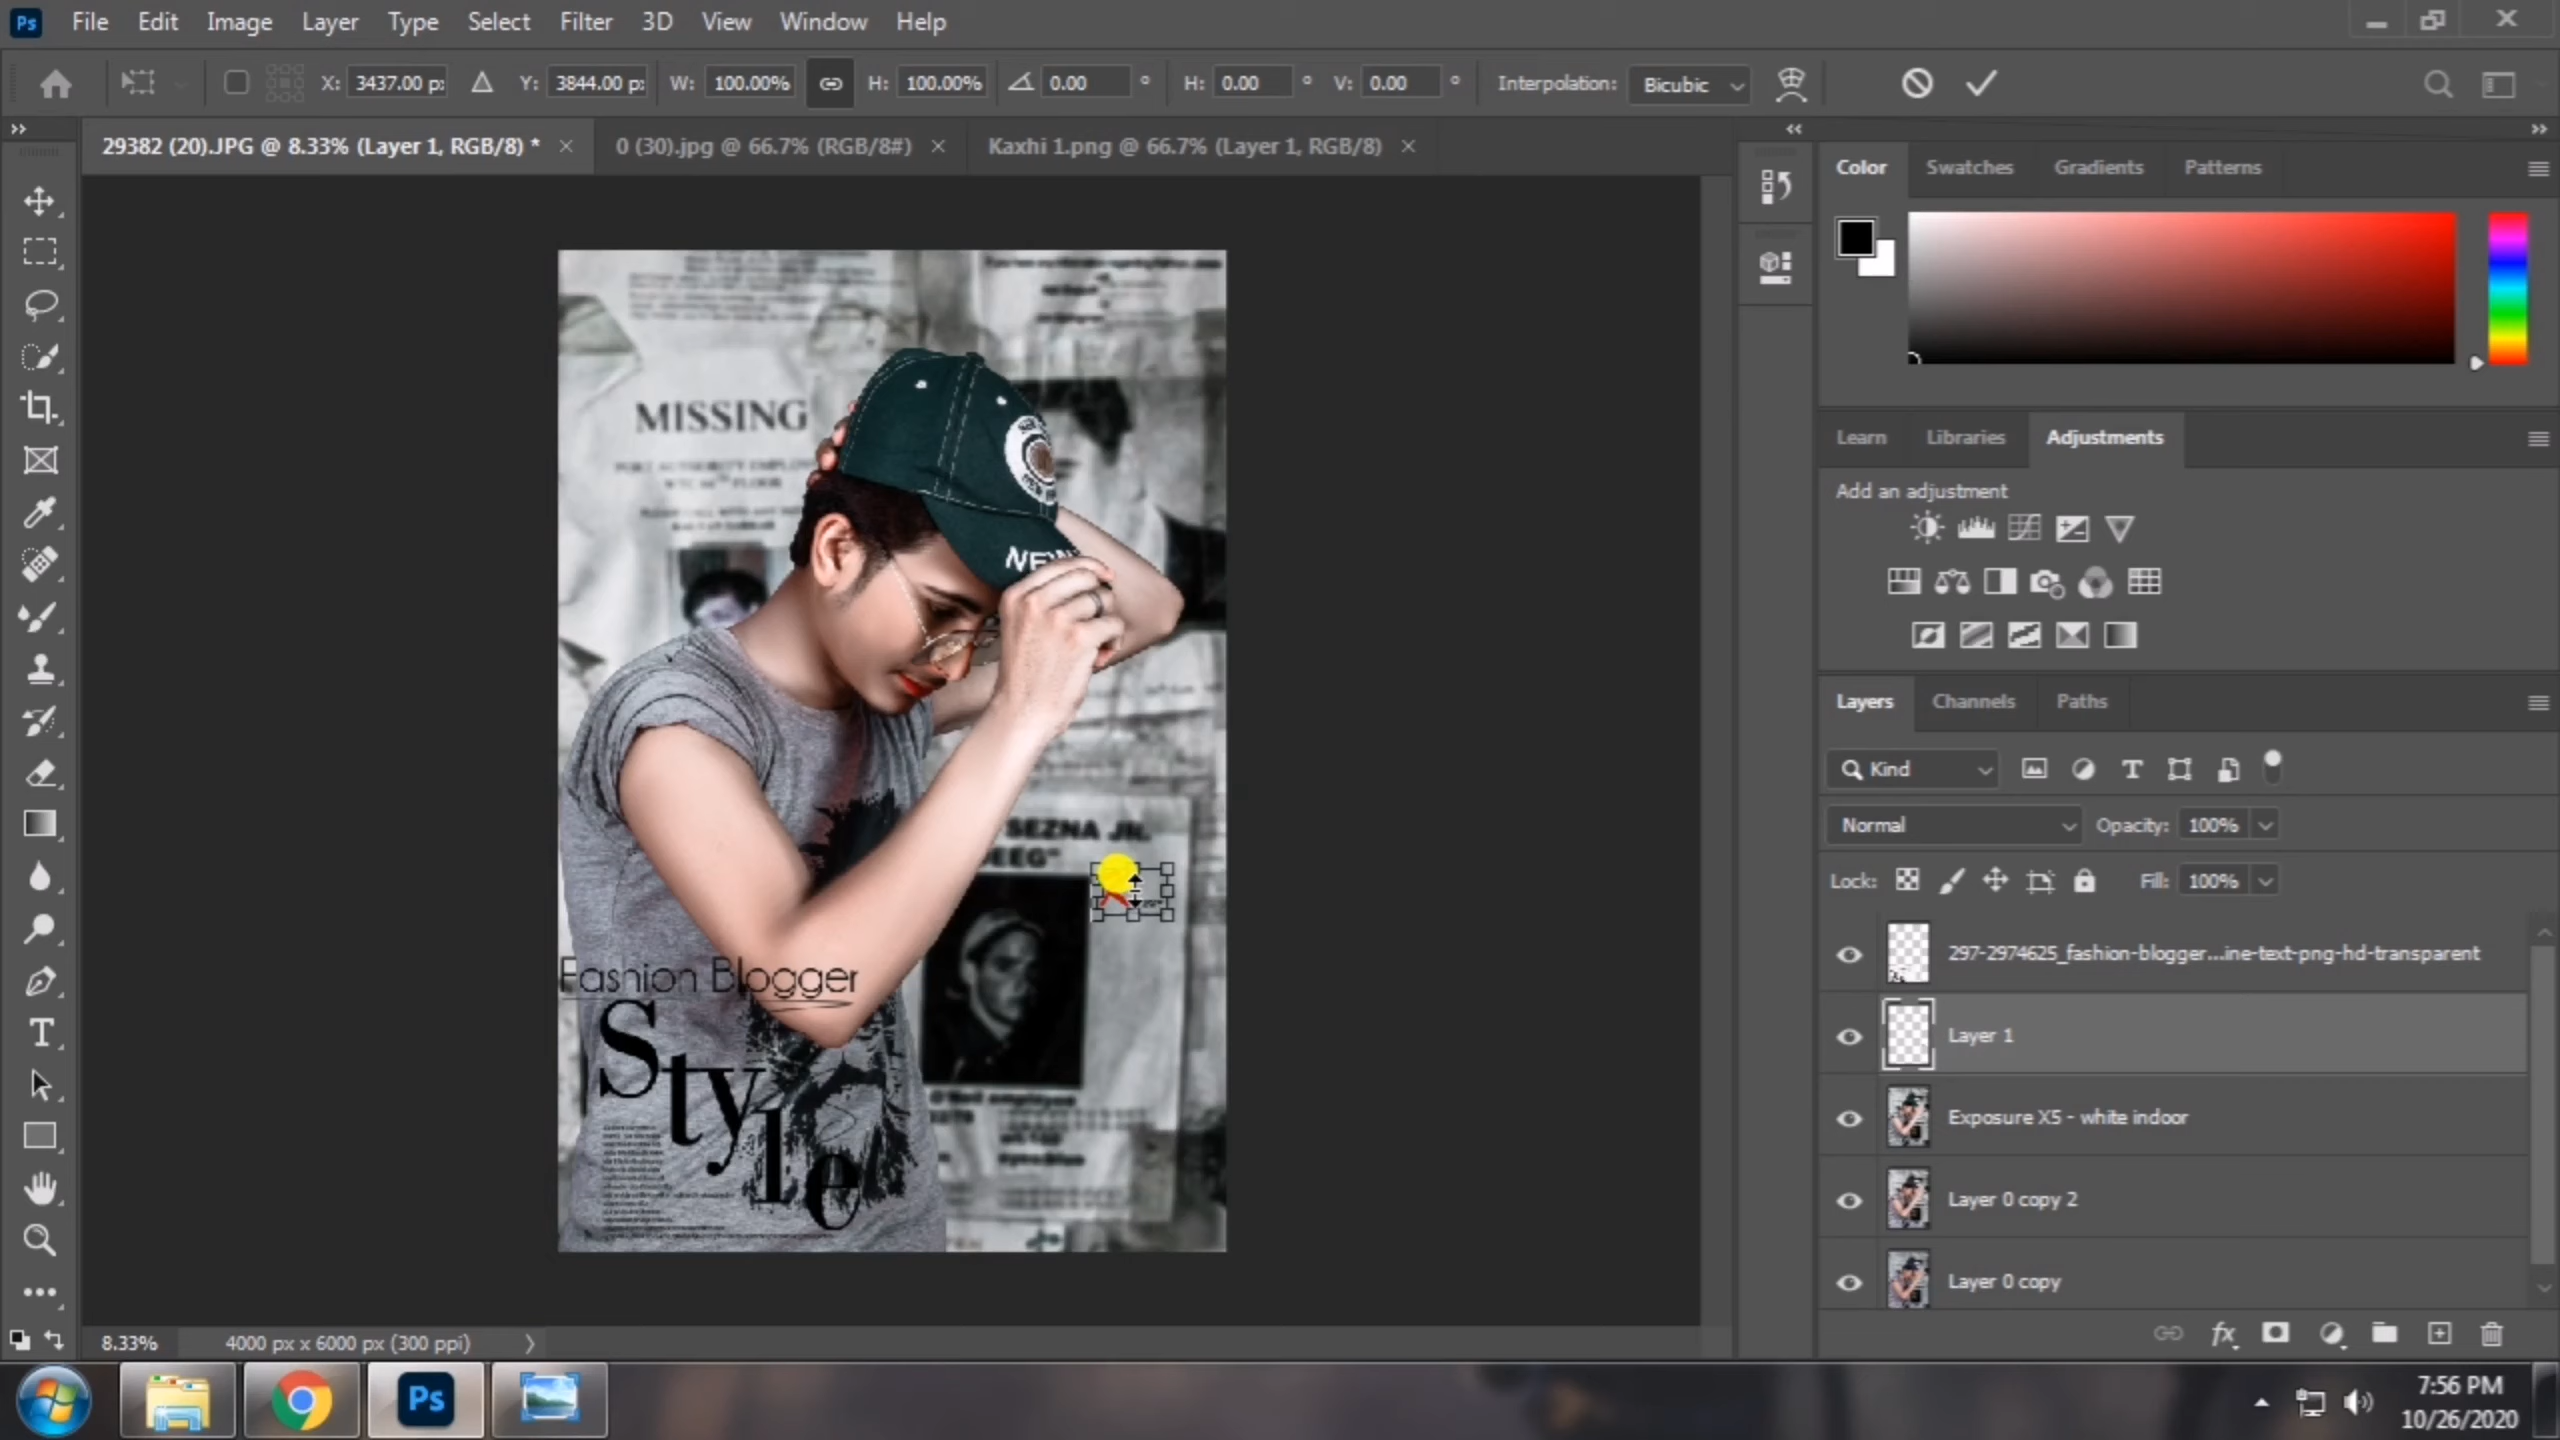 Ps File Edit Image Layer Type Select Filter 3D View Window Help
X: 3437.00 px Y: 3844.00 px W: 100.00% H: 100.00% 0.00 ° H: 0.00 ° V: 0.00 ° Interpolation: Bicubic
29382 (20).JPG @ 8.33% (Layer 1, RGB/8) *
0 (30).jpg @ 66.7% (RGB/8#)
Kaxhi 1.png @ 66.7% (Layer 1, RGB/8)
Color Swatches Gradients Patterns
Learn Libraries Adjustments
Add an adjustment
MISSING
FLOOR
NEW
SEZNA JR.
DEEG"
Fashion Blogger
Style
Layers Channels Paths
Kind
Normal Opacity: 100%
Lock: Fill: 100%
297-2974625_fashion-blogger...ine-text-png-hd-transparent
Layer 1
Exposure X5 - white indoor
Layer 0 copy 2
Layer 0 copy
8.33% 4000 px x 6000 px (300 ppi)
Ps
7:56 PM
10/26/2020